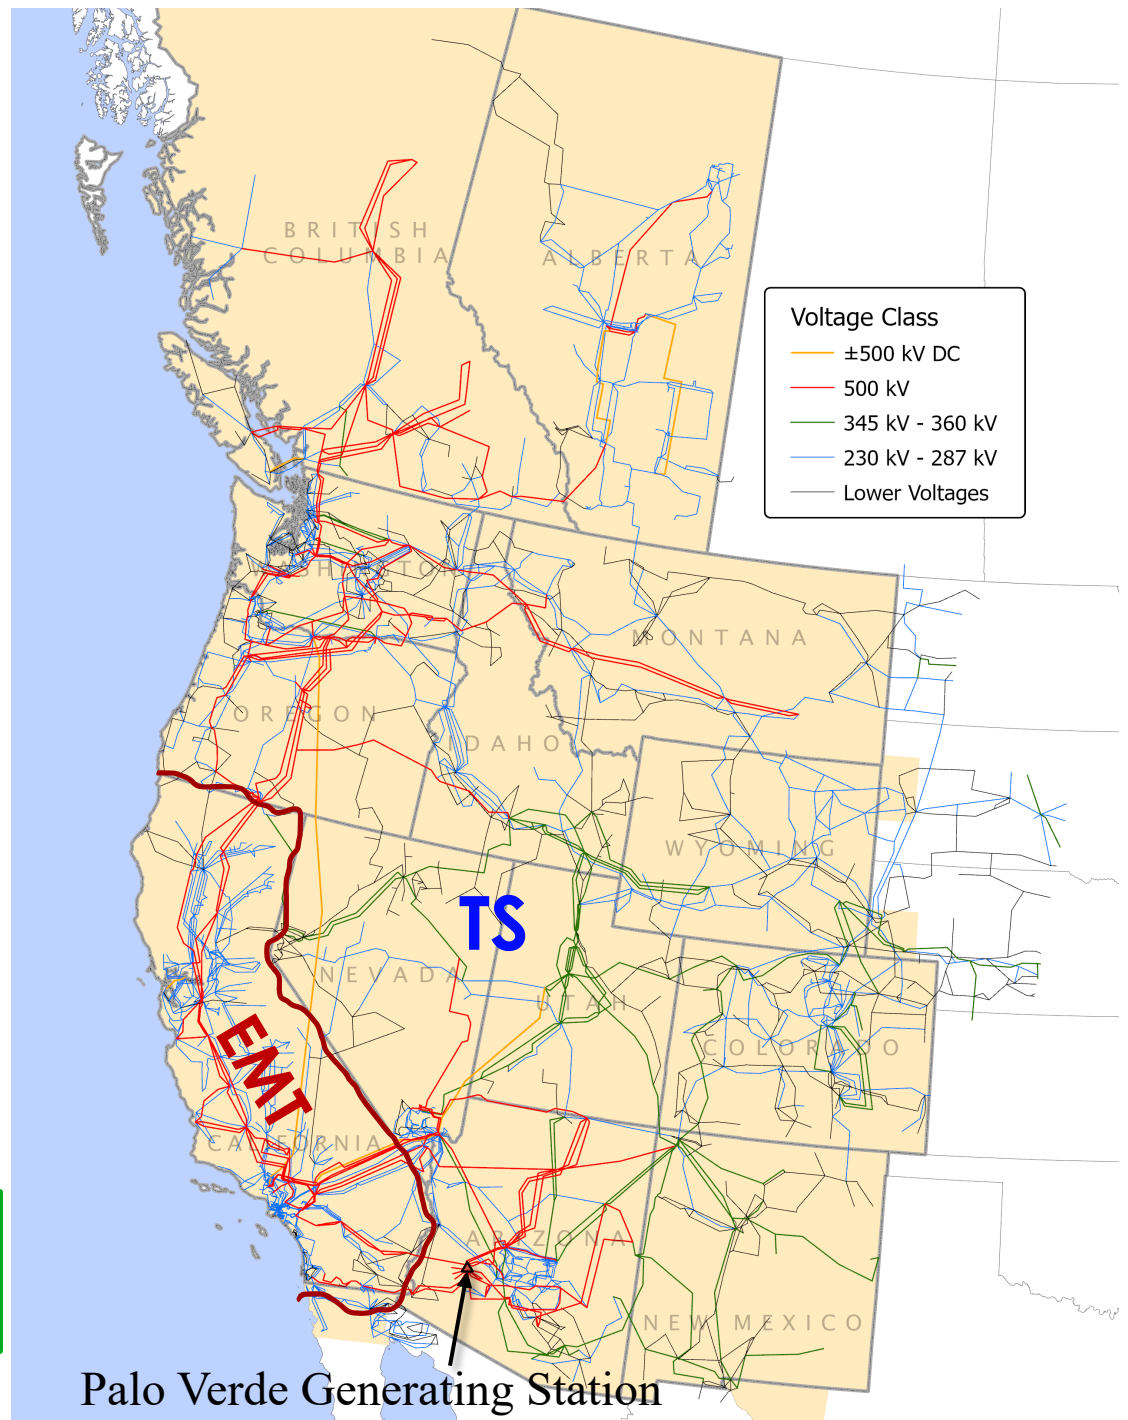 BRITISH
COLUMBIA
ALBERTA
Voltage Class
±500 kV DC
500 kV
345 kV - 360 kV
230 kV - 287 kV
Lower Voltages
WASHINGTON
MONTANA
OREGON
IDAHO
WYOMING
TS
NEVADA
UTAH
COLORADO
EMT
CALIFORNIA
ARIZONA
NEW MEXICO
Palo Verde Generating Station